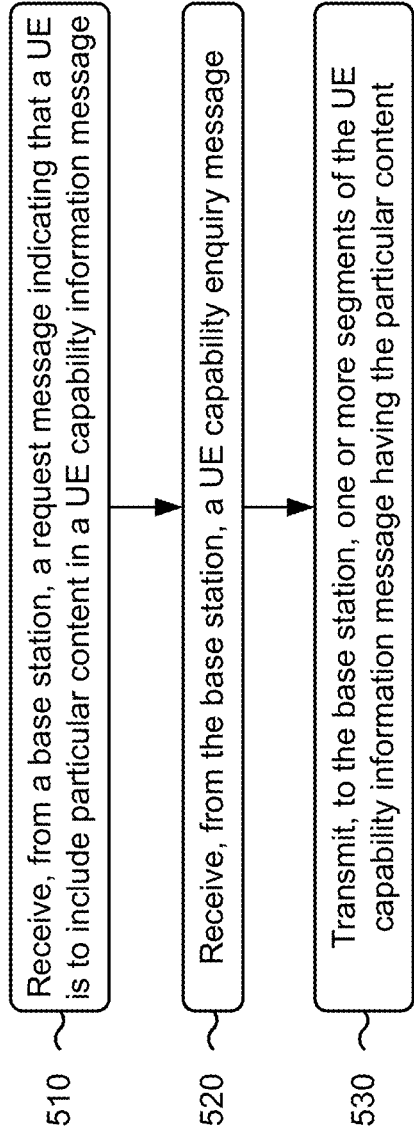 510
Receive, from a base station, a request message indicating that a UE
is to include particular content in a UE capability information message
520
Receive, from the base station, a UE capability enquiry message
530
Transmit, to the base station, one or more segments of the UE
capability information message having the particular content